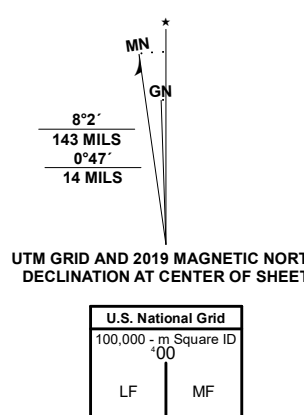 ★
MN
GN
8°2´
143 MILS
0°47´
14 MILS
UTM GRID AND 2019 MAGNETIC NORT
DECLINATION AT CENTER OF SHEET
U.S. National Grid
100,000 - m Square ID
⁴00
LF MF